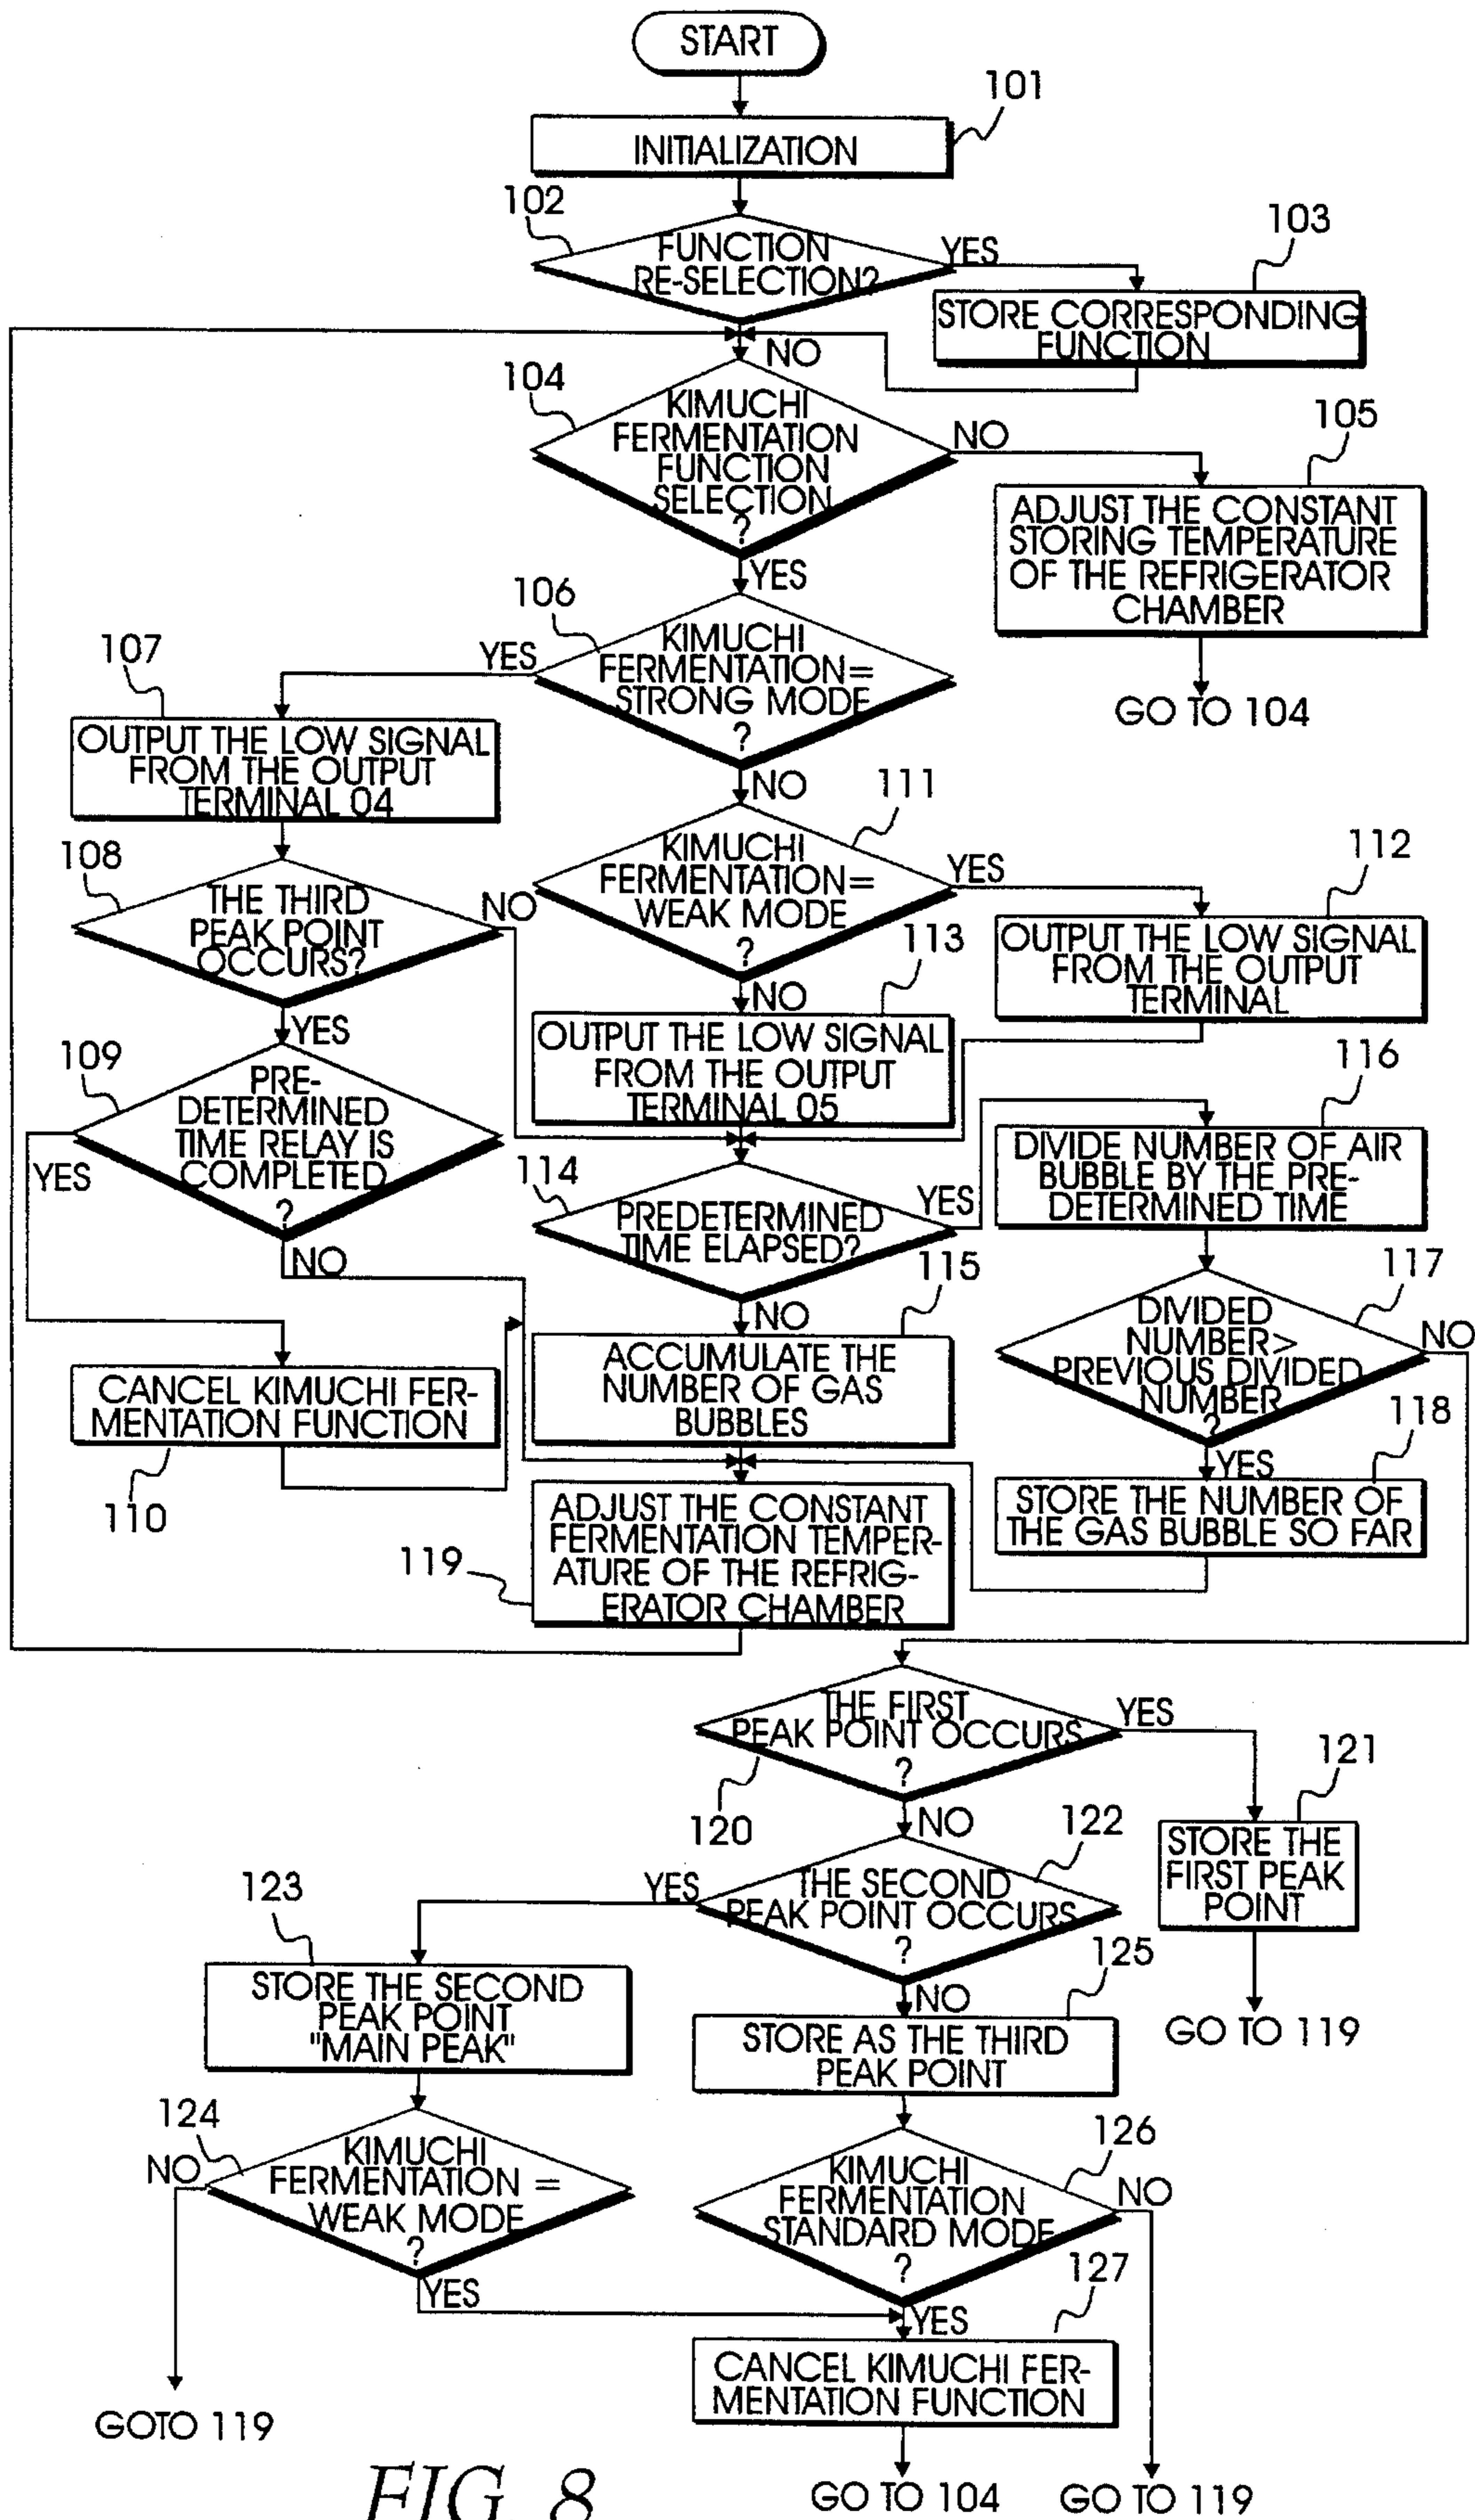 START
101
INITIALIZATION
102
FUNCTION
RE-SELECTION?
YES
103
STORE CORRESPONDING
FUNCTION
NO
104
KIMUCHI
FERMENTATION
FUNCTION
SELECTION
?
NO
105
ADJUST THE CONSTANT
STORING TEMPERATURE
OF THE REFRIGERATOR
CHAMBER
GO TO 104
YES
106
KIMUCHI
FERMENTATION=
STRONG MODE
?
YES
107
OUTPUT THE LOW SIGNAL
FROM THE OUTPUT
TERMINAL 04
NO
108
THE THIRD
PEAK POINT
OCCURS?
NO
111
KIMUCHI
FERMENTATION=
WEAK MODE
?
YES
112
OUTPUT THE LOW SIGNAL
FROM THE OUTPUT
TERMINAL
NO
113
OUTPUT THE LOW SIGNAL
FROM THE OUTPUT
TERMINAL 05
YES
109
PRE-
DETERMINED
TIME RELAY IS
COMPLETED
?
YES
NO
114
PREDETERMINED
TIME ELAPSED?
YES
116
DIVIDE NUMBER OF AIR
BUBBLE BY THE PRE-
DETERMINED TIME
NO
115
ACCUMULATE THE
NUMBER OF GAS
BUBBLES
117
DIVIDED
NUMBER>
PREVIOUS DIVIDED
NUMBER
?
NO
YES
118
STORE THE NUMBER OF
THE GAS BUBBLE SO FAR
CANCEL KIMUCHI FER-
MENTATION FUNCTION
110
119
ADJUST THE CONSTANT
FERMENTATION TEMPER-
ATURE OF THE REFRIG-
ERATOR CHAMBER
THE FIRST
PEAK POINT OCCURS
?
YES
120
121
STORE THE
FIRST PEAK
POINT
GO TO 119
NO
122
THE SECOND
PEAK POINT OCCURS
?
YES
123
STORE THE SECOND
PEAK POINT
"MAIN PEAK"
NO
125
STORE AS THE THIRD
PEAK POINT
124
KIMUCHI
FERMENTATION =
WEAK MODE
?
NO
YES
GOTO 119
126
KIMUCHI
FERMENTATION
STANDARD MODE
?
NO
YES
127
CANCEL KIMUCHI FER-
MENTATION FUNCTION
GO TO 104
GO TO 119
FIG. 8